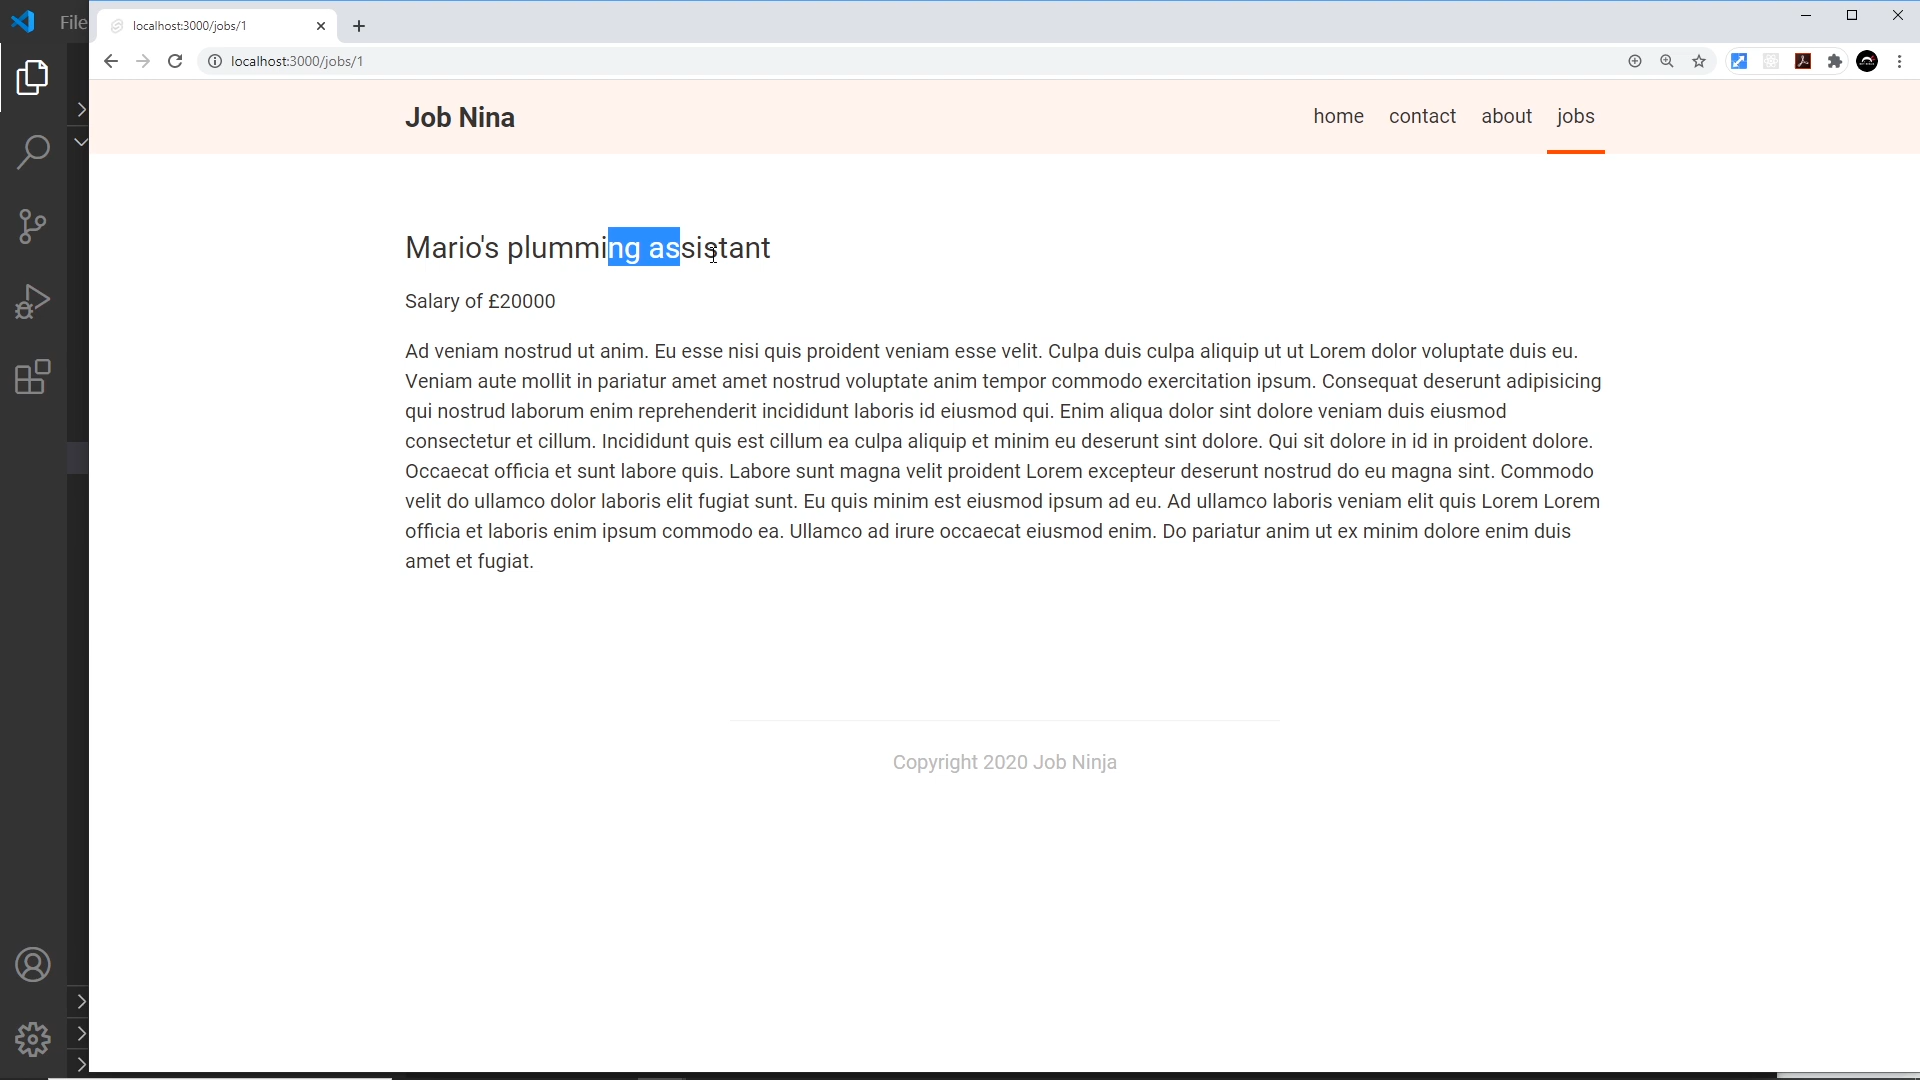 File
localhost:3000/jobs/1
localhost:3000/jobs/1
Job Nina
home contact about jobs
Mario's plumming assistant
Salary of £20000
Ad veniam nostrud ut anim. Eu esse nisi quis proident veniam esse velit. Culpa duis culpa aliquip ut ut Lorem dolor voluptate duis eu.
Veniam aute mollit in pariatur amet amet nostrud voluptate anim tempor commodo exercitation ipsum. Consequat deserunt adipisicing
qui nostrud laborum enim reprehenderit incididunt laboris id eiusmod qui. Enim aliqua dolor sint dolore veniam duis eiusmod
consectetur et cillum. Incididunt quis est cillum ea culpa aliquip et minim eu deserunt sint dolore. Qui sit dolore in id in proident dolore.
Occaecat officia et sunt labore quis. Labore sunt magna velit proident Lorem excepteur deserunt nostrud do eu magna sint. Commodo
velit do ullamco dolor laboris elit fugiat sunt. Eu quis minim est eiusmod ipsum ad eu. Ad ullamco laboris veniam elit quis Lorem Lorem
officia et laboris enim ipsum commodo ea. Ullamco ad irure occaecat eiusmod enim. Do pariatur anim ut ex minim dolore enim duis
amet et fugiat.
Copyright 2020 Job Ninja